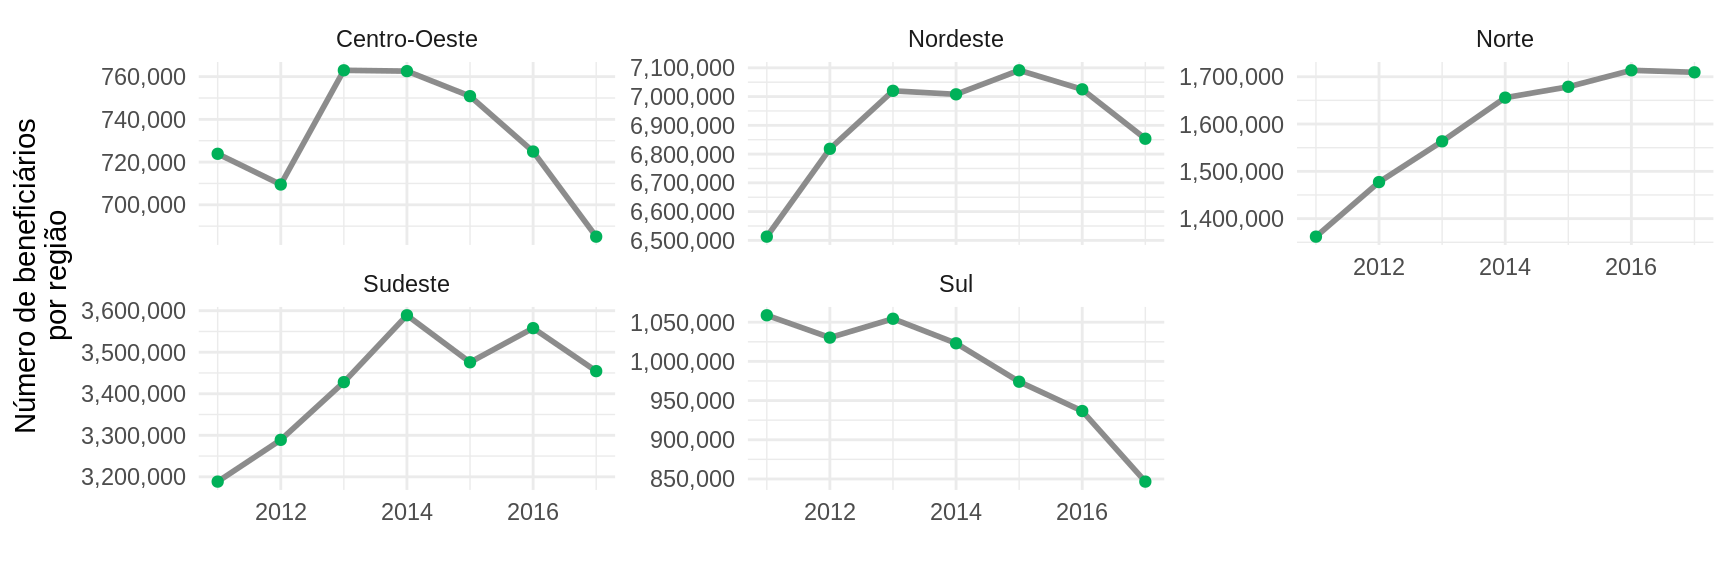 Centro-Oeste
Nordeste
Norte
760,000
740,000
720,000
700,000
7,100,000
7,000,000
6,900,000
6,800,000
6,700,000
6,600,000
6,500,000
1,700,000
1,600,000
1,500,000
1,400,000
2012 2014 2016
Número de beneficiários
por região
Sudeste
Sul
3,600,000
3,500,000
3,400,000
3,300,000
3,200,000
1,050,000
1,000,000
950,000
900,000
850,000
2012 2014 2016
2012 2014 2016